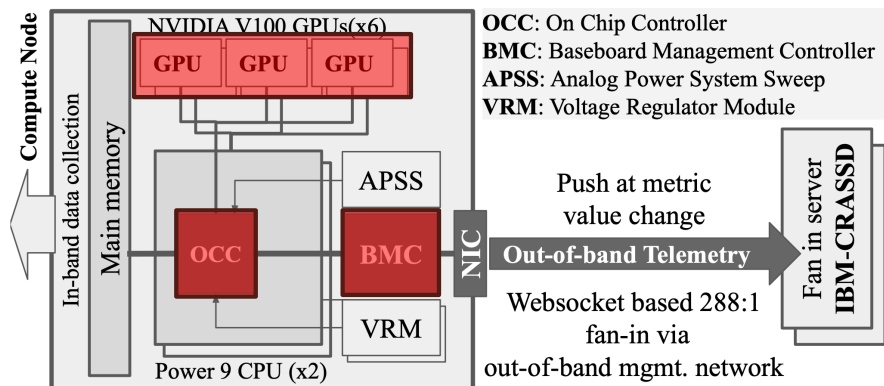 NVIDIA V100 GPUs(x6)
GPU GPU GPU
Compute Node
In-band data collection
Main memory
APSS
OCC
BMC
NIC
VRM
Power 9 CPU (x2)
OCC: On Chip Controller
BMC: Baseboard Management Controller
APSS: Analog Power System Sweep
VRM: Voltage Regulator Module
Push at metric
value change
Out-of-band Telemetry
Websocket based 288:1
fan-in via
out-of-band mgmt. network
Fan in server
IBM-CRASSD